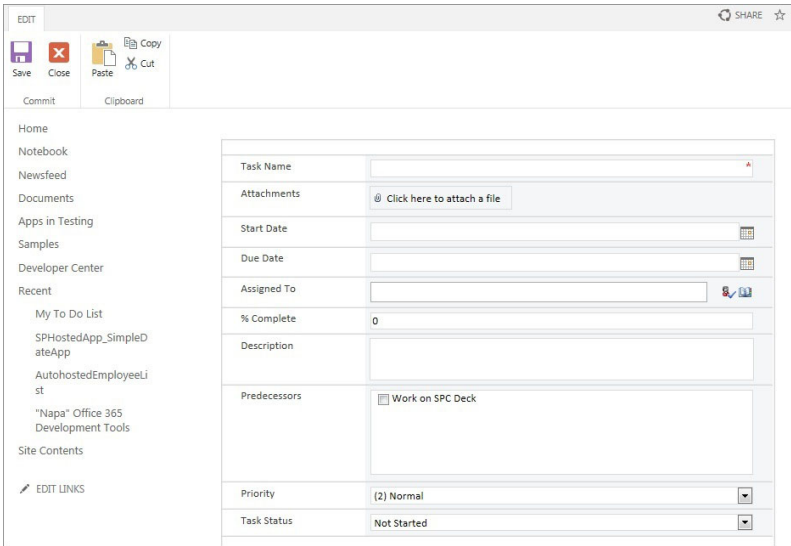 EDIT
SHARE
Save
Close
Paste
Copy
Cut
Commit
Clipboard
Home
Notebook
Newsfeed
Documents
Apps in Testing
Samples
Developer Center
Recent
My To Do List
SPHostedApp_SimpleD
ateApp
AutohostedEmployeeLi
st
"Napa" Office 365
Development Tools
Site Contents
EDIT LINKS
Task Name
*
Attachments
Click here to attach a file
Start Date
Due Date
Assigned To
% Complete
0
Description
Predecessors
Work on SPC Deck
Priority
(2) Normal
Task Status
Not Started